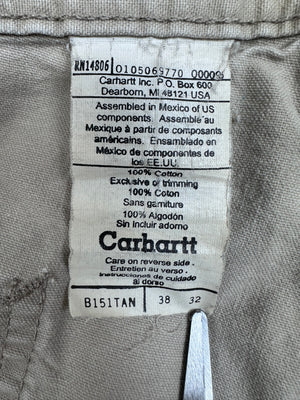 RN14806 0105069770 00009
Carhartt Inc. P.O. Box 600
Dearborn, MI 48121 USA
Assembled in Mexico of US
components. Assemblé au
Mexique à partir de composants
américains. Ensamblado en
México de componentes de
los EE.UU.
100% Cotton
Exclusive of trimming
100% Coton
Sans garniture
100% Algodón
Sin Incluir adorno
Carhartt
Care on reverse side.
Entretien au verso.
Instrucciones de cuidado
al dorso
B151TAN 38 32